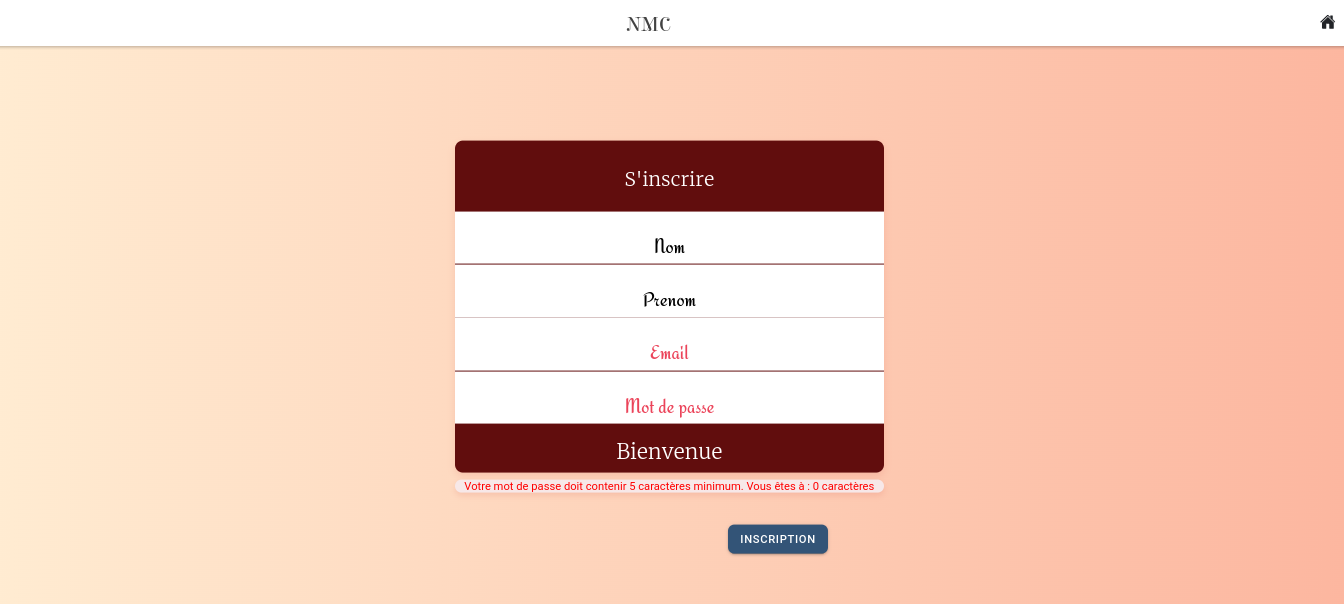 NMC
S'inscrire
Nom
Prenom
Email
Mot de passe
Bienvenue
Votre mot de passe doit contenir 5 caractères minimum. Vous êtes à : 0 caractères
INSCRIPTION